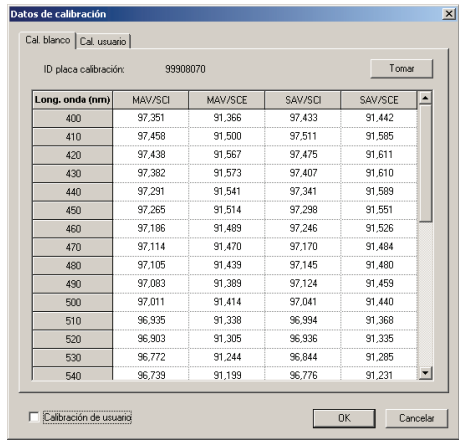 Datos de calibración
Cal. blanco Cal. usuario
ID placa calibración: 99908070 Tomar
Long. onda (nm) MAV/SCI MAV/SCE SAV/SCI SAV/SCE
400 97,351 91,366 97,433 91,442
410 97,458 91,500 97,511 91,585
420 97,438 91,567 97,475 91,611
430 97,382 91,573 97,407 91,610
440 97,291 91,541 97,341 91,589
450 97,265 91,514 97,298 91,551
460 97,186 91,489 97,246 91,526
470 97,114 91,470 97,170 91,484
480 97,105 91,439 97,145 91,480
490 97,083 91,389 97,124 91,459
500 97,011 91,414 97,041 91,440
510 96,935 91,338 96,994 91,368
520 96,903 91,305 96,936 91,335
530 96,772 91,244 96,844 91,285
540 96,739 91,199 96,776 91,231
Calibración de usuario OK Cancelar